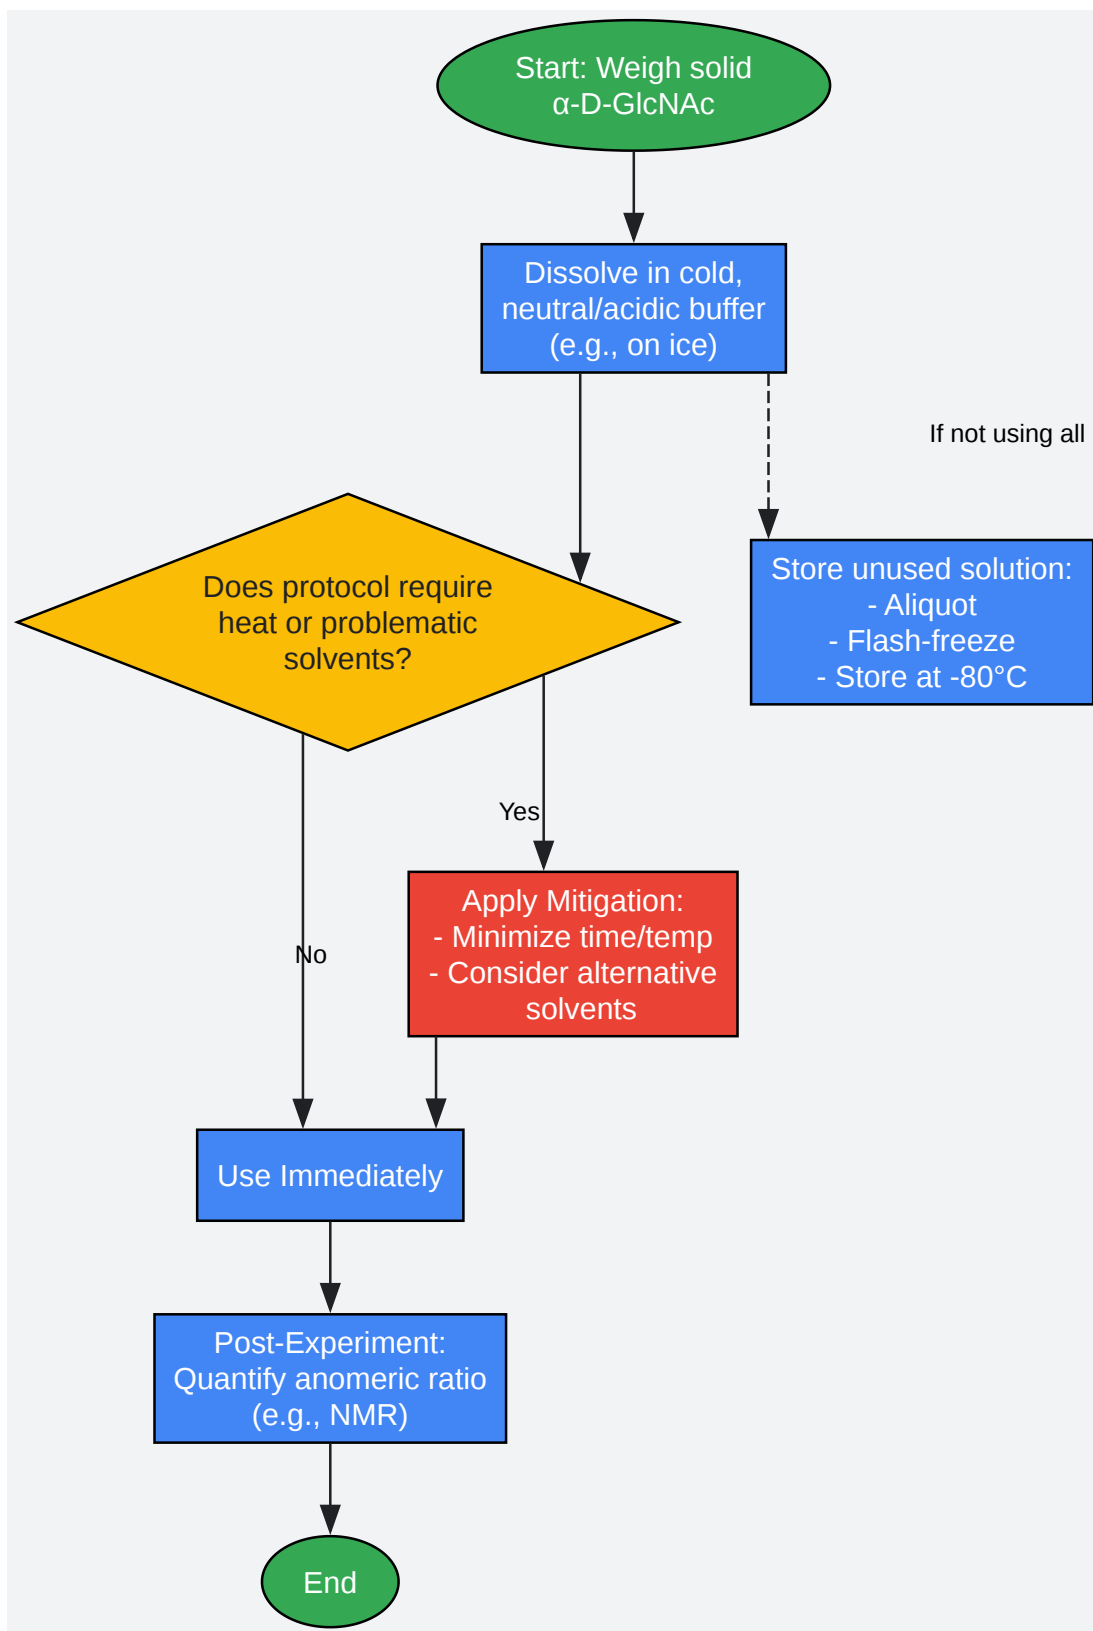 Start: Weigh solid
α-D-GlcNAc
Dissolve in cold,
neutral/acidic buffer
(e.g., on ice)
If not using all
Does protocol require
heat or problematic
solvents?
Store unused solution:
- Aliquot
- Flash-freeze
- Store at -80°C
Yes
Apply Mitigation:
- Minimize time/temp
- Consider alternative
solvents
No
Use Immediately
Post-Experiment:
Quantify anomeric ratio
(e.g., NMR)
End